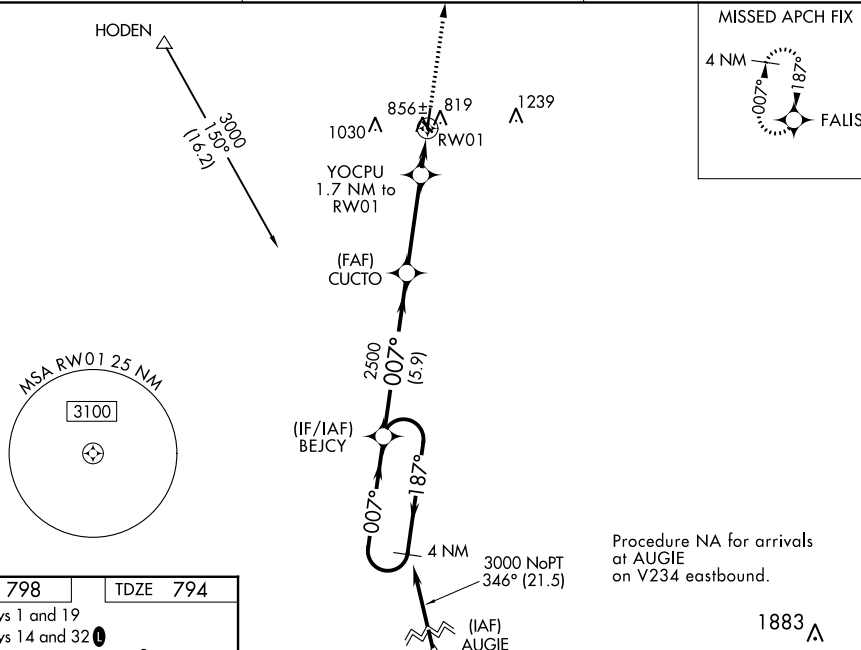 HODEN
3000
150°
(16.2)
1030
856±
819
1239
RW01
MISSED APCH FIX
4 NM
007°
187°
FALIS
YOCPU
1.7 NM to
RW01
(FAF)
CUCTO
2500
007°
(5.9)
MSA RW01 25 NM
3100
(IF/IAF)
BEJCY
007°
187°
4 NM
3000 NoPT
346° (21.5)
(IAF)
AUGIE
Procedure NA for arrivals
at AUGIE
on V234 eastbound.
1883
798
TDZE 794
ys 1 and 19
ys 14 and 32 L